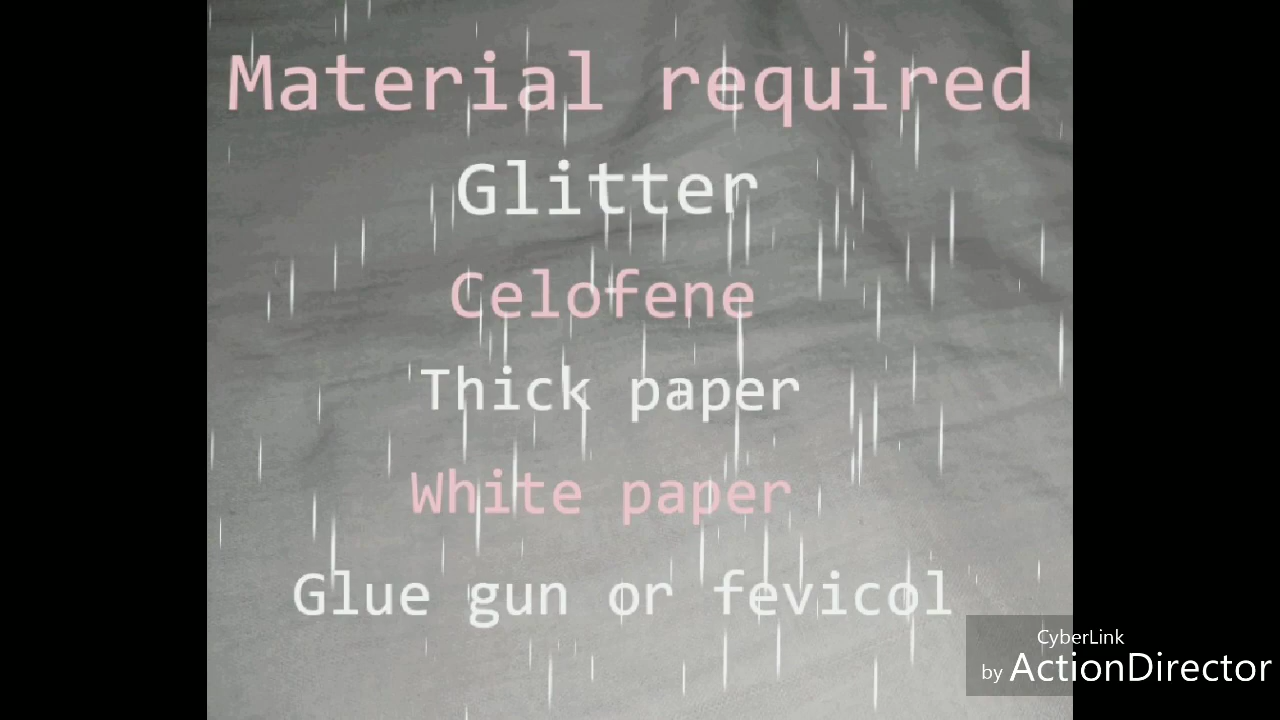 Material required
Glitter
Celofene
Thick paper
White paper
Glue gun or fevicol
CyberLink
by ActionDirector